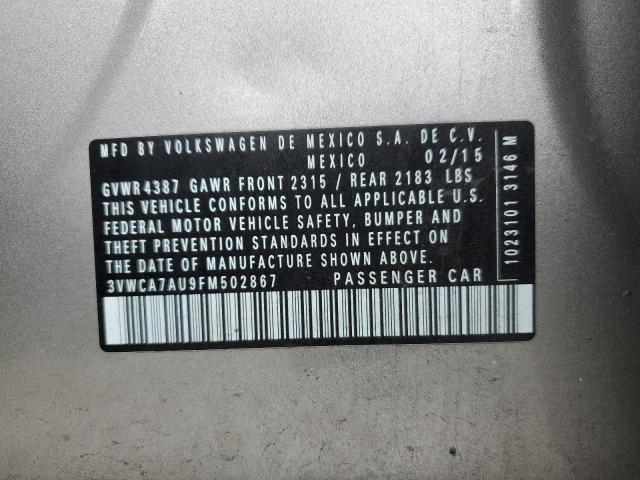 MFD BY VOLKSWAGEN DE MEXICO S.A. DE C.V.
MEXICO 02/15
GVWR 4387 GAWR FRONT 2315 / REAR 2183 LBS
THIS VEHICLE CONFORMS TO ALL APPLICABLE U.S.
FEDERAL MOTOR VEHICLE SAFETY, BUMPER AND
THEFT PREVENTION STANDARDS IN EFFECT ON
THE DATE OF MANUFACTURE SHOWN ABOVE.
3VWCA7AU9FM502867 PASSENGER CAR
1023101 3146 M